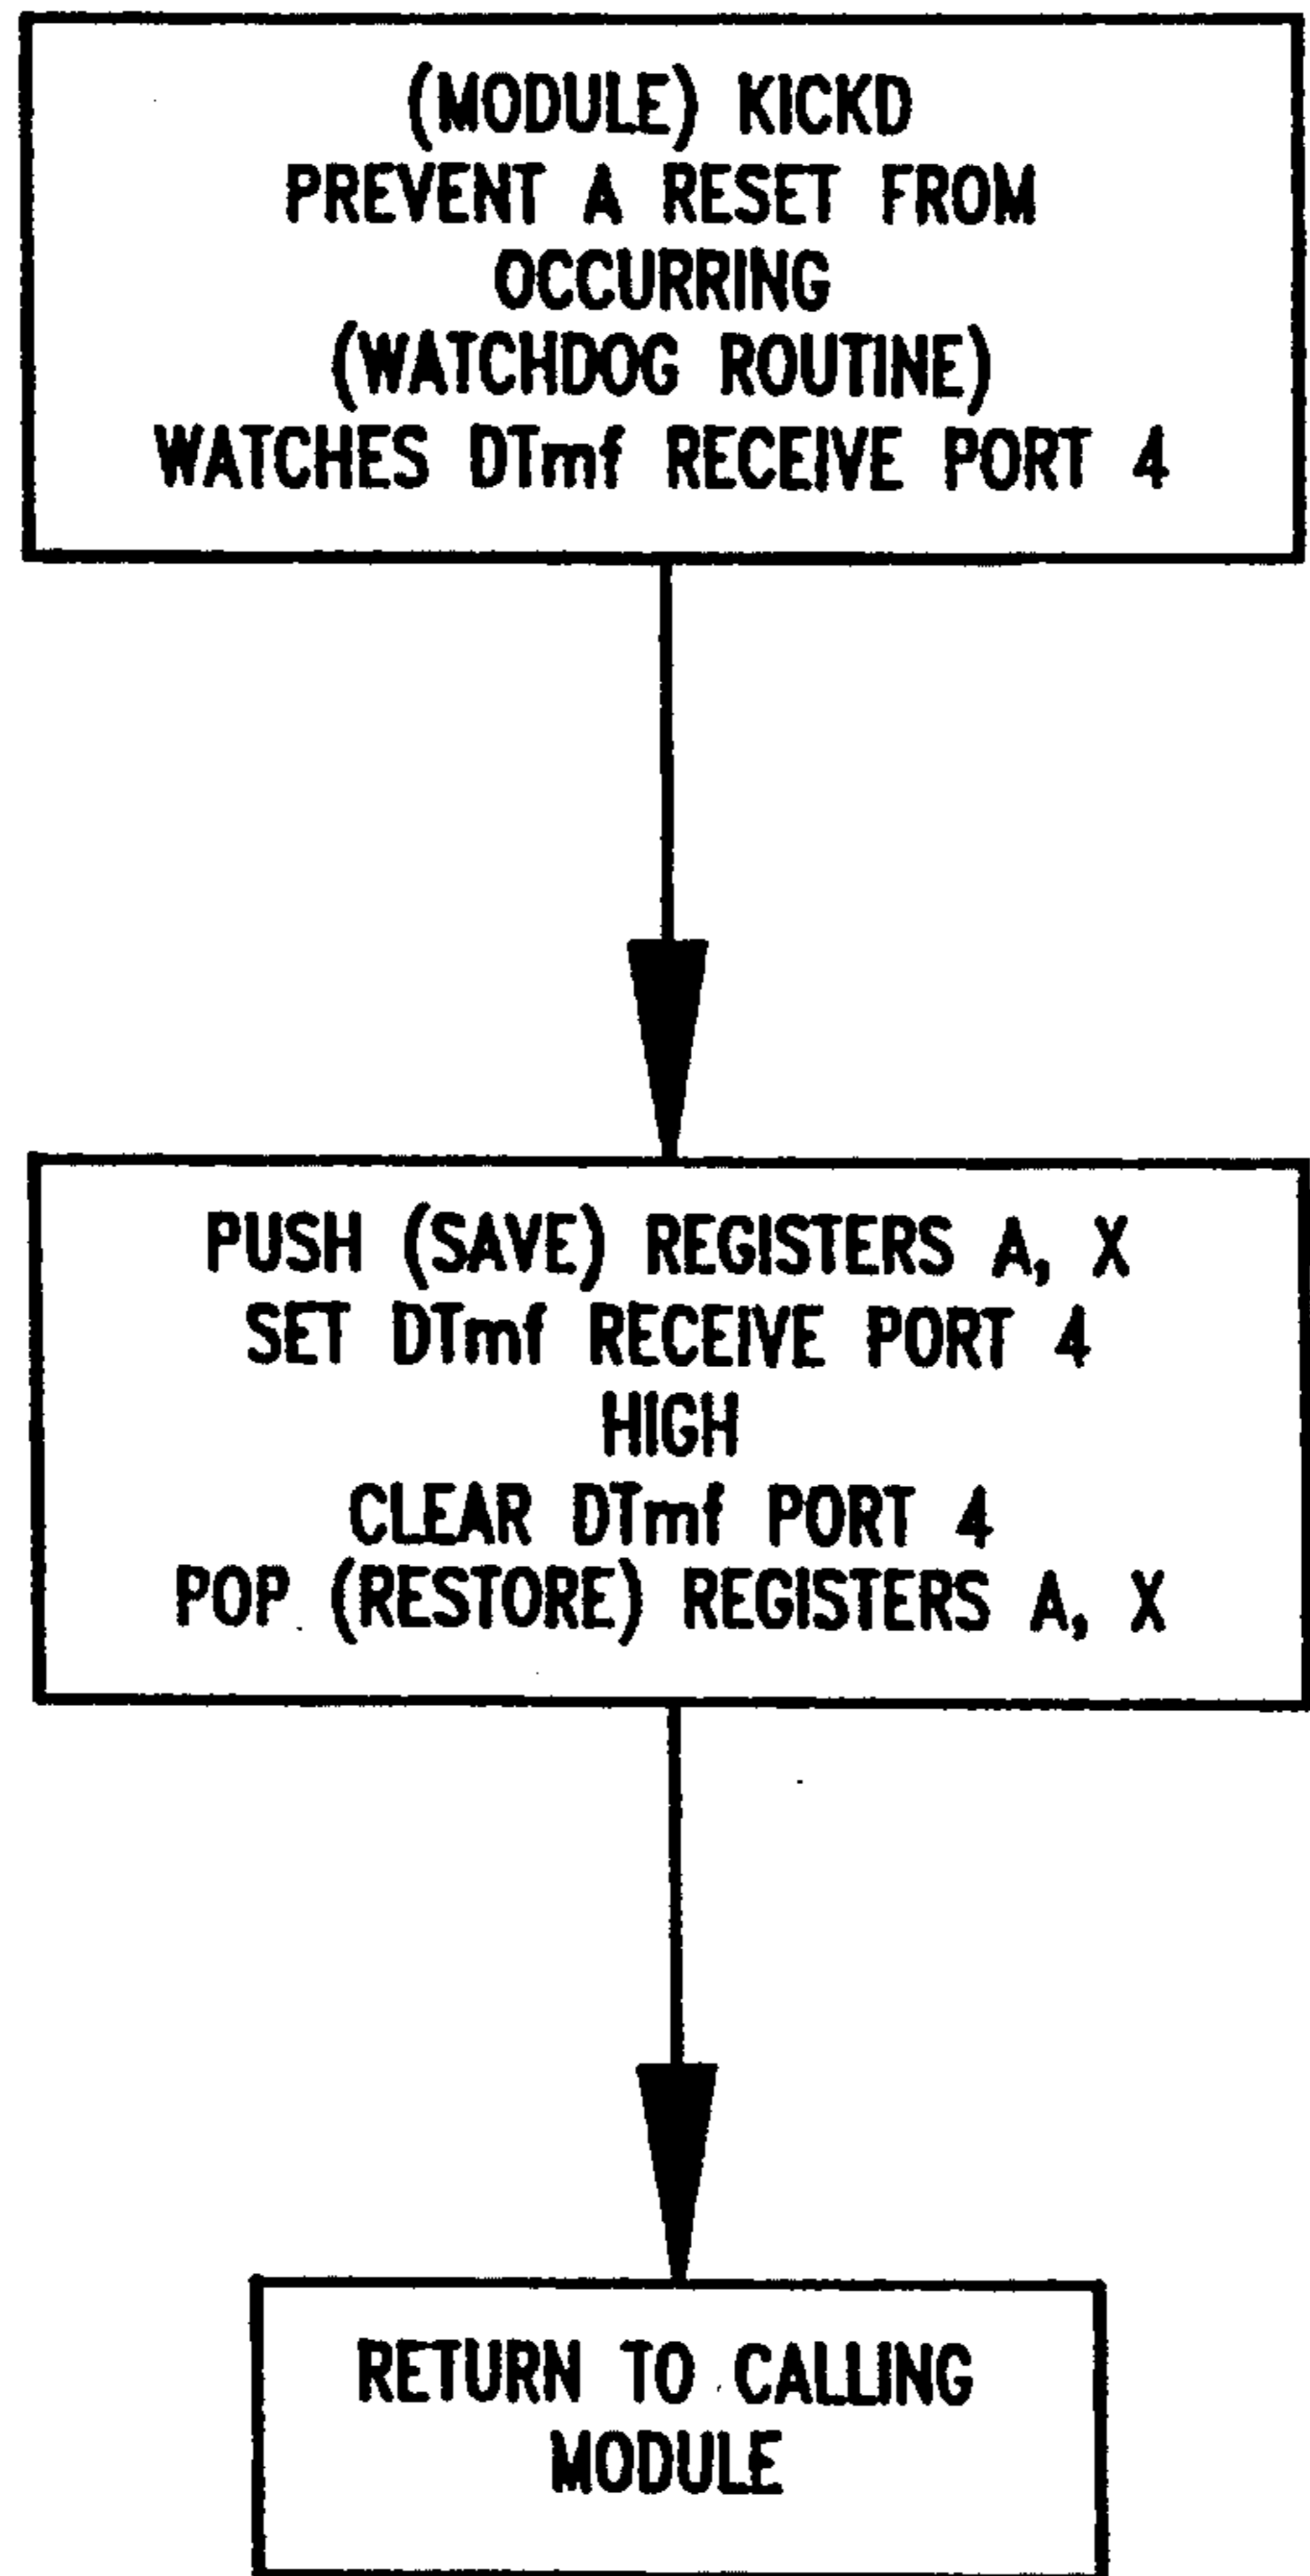 (MODULE) KICKD
PREVENT A RESET FROM
OCCURRING
(WATCHDOG ROUTINE)
WATCHES DTmf RECEIVE PORT 4
PUSH (SAVE) REGISTERS A, X
SET DTmf RECEIVE PORT 4
HIGH
CLEAR DTmf PORT 4
POP (RESTORE) REGISTERS A, X
RETURN TO CALLING
MODULE